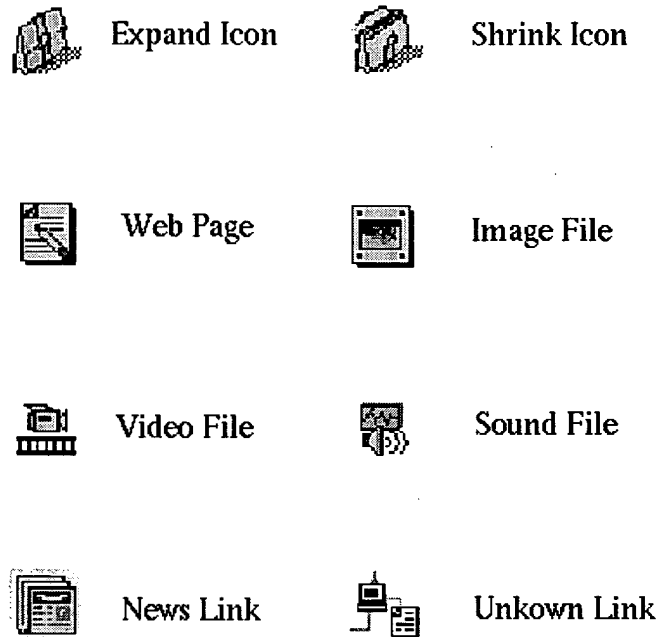 Expand Icon
Shrink Icon
Web Page
Image File
Video File
Sound File
News Link
Unkown Link